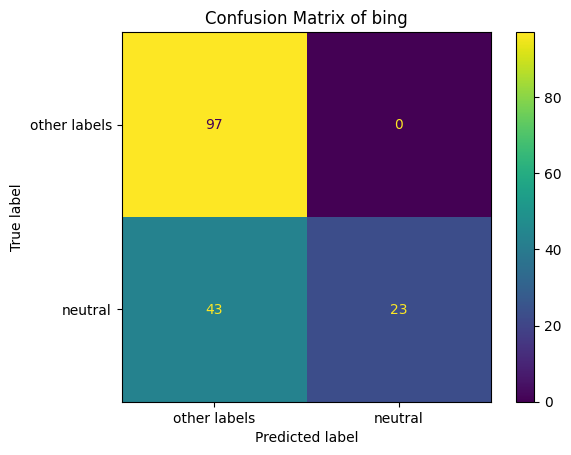 Confusion Matrix of bing
True label
other labels
neutral
97
0
43
23
other labels
neutral
Predicted label
80
60
40
20
0